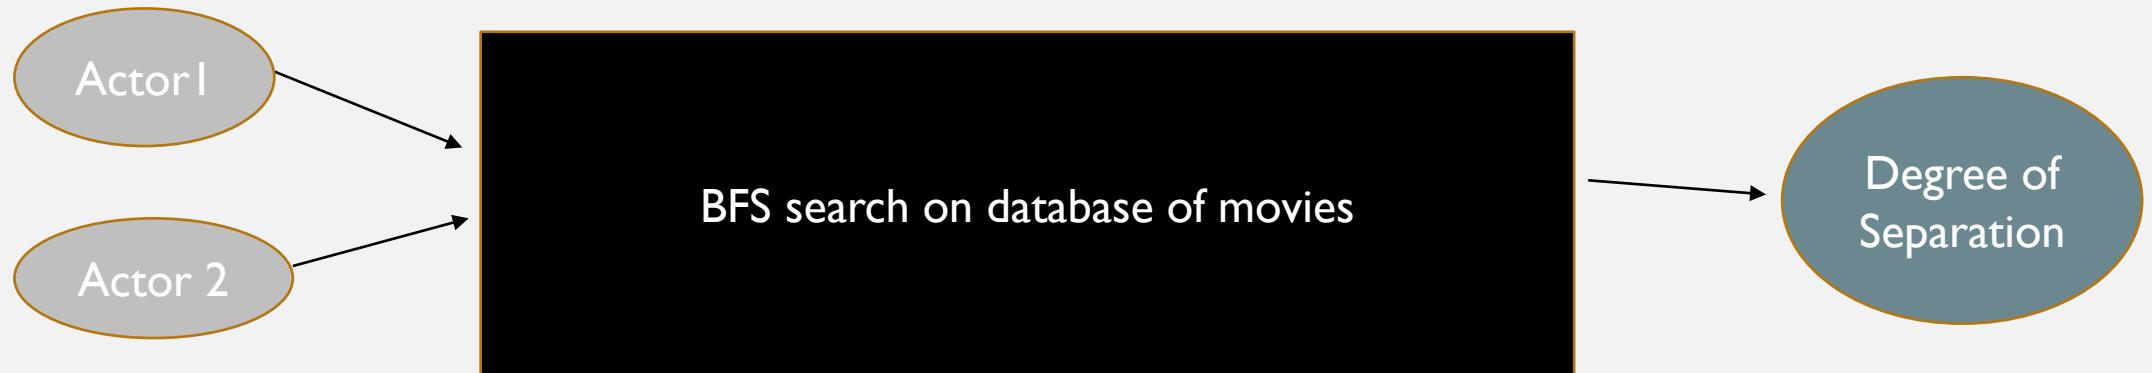 Actor1
Actor 2
BFS search on database of movies
Degree of
Separation